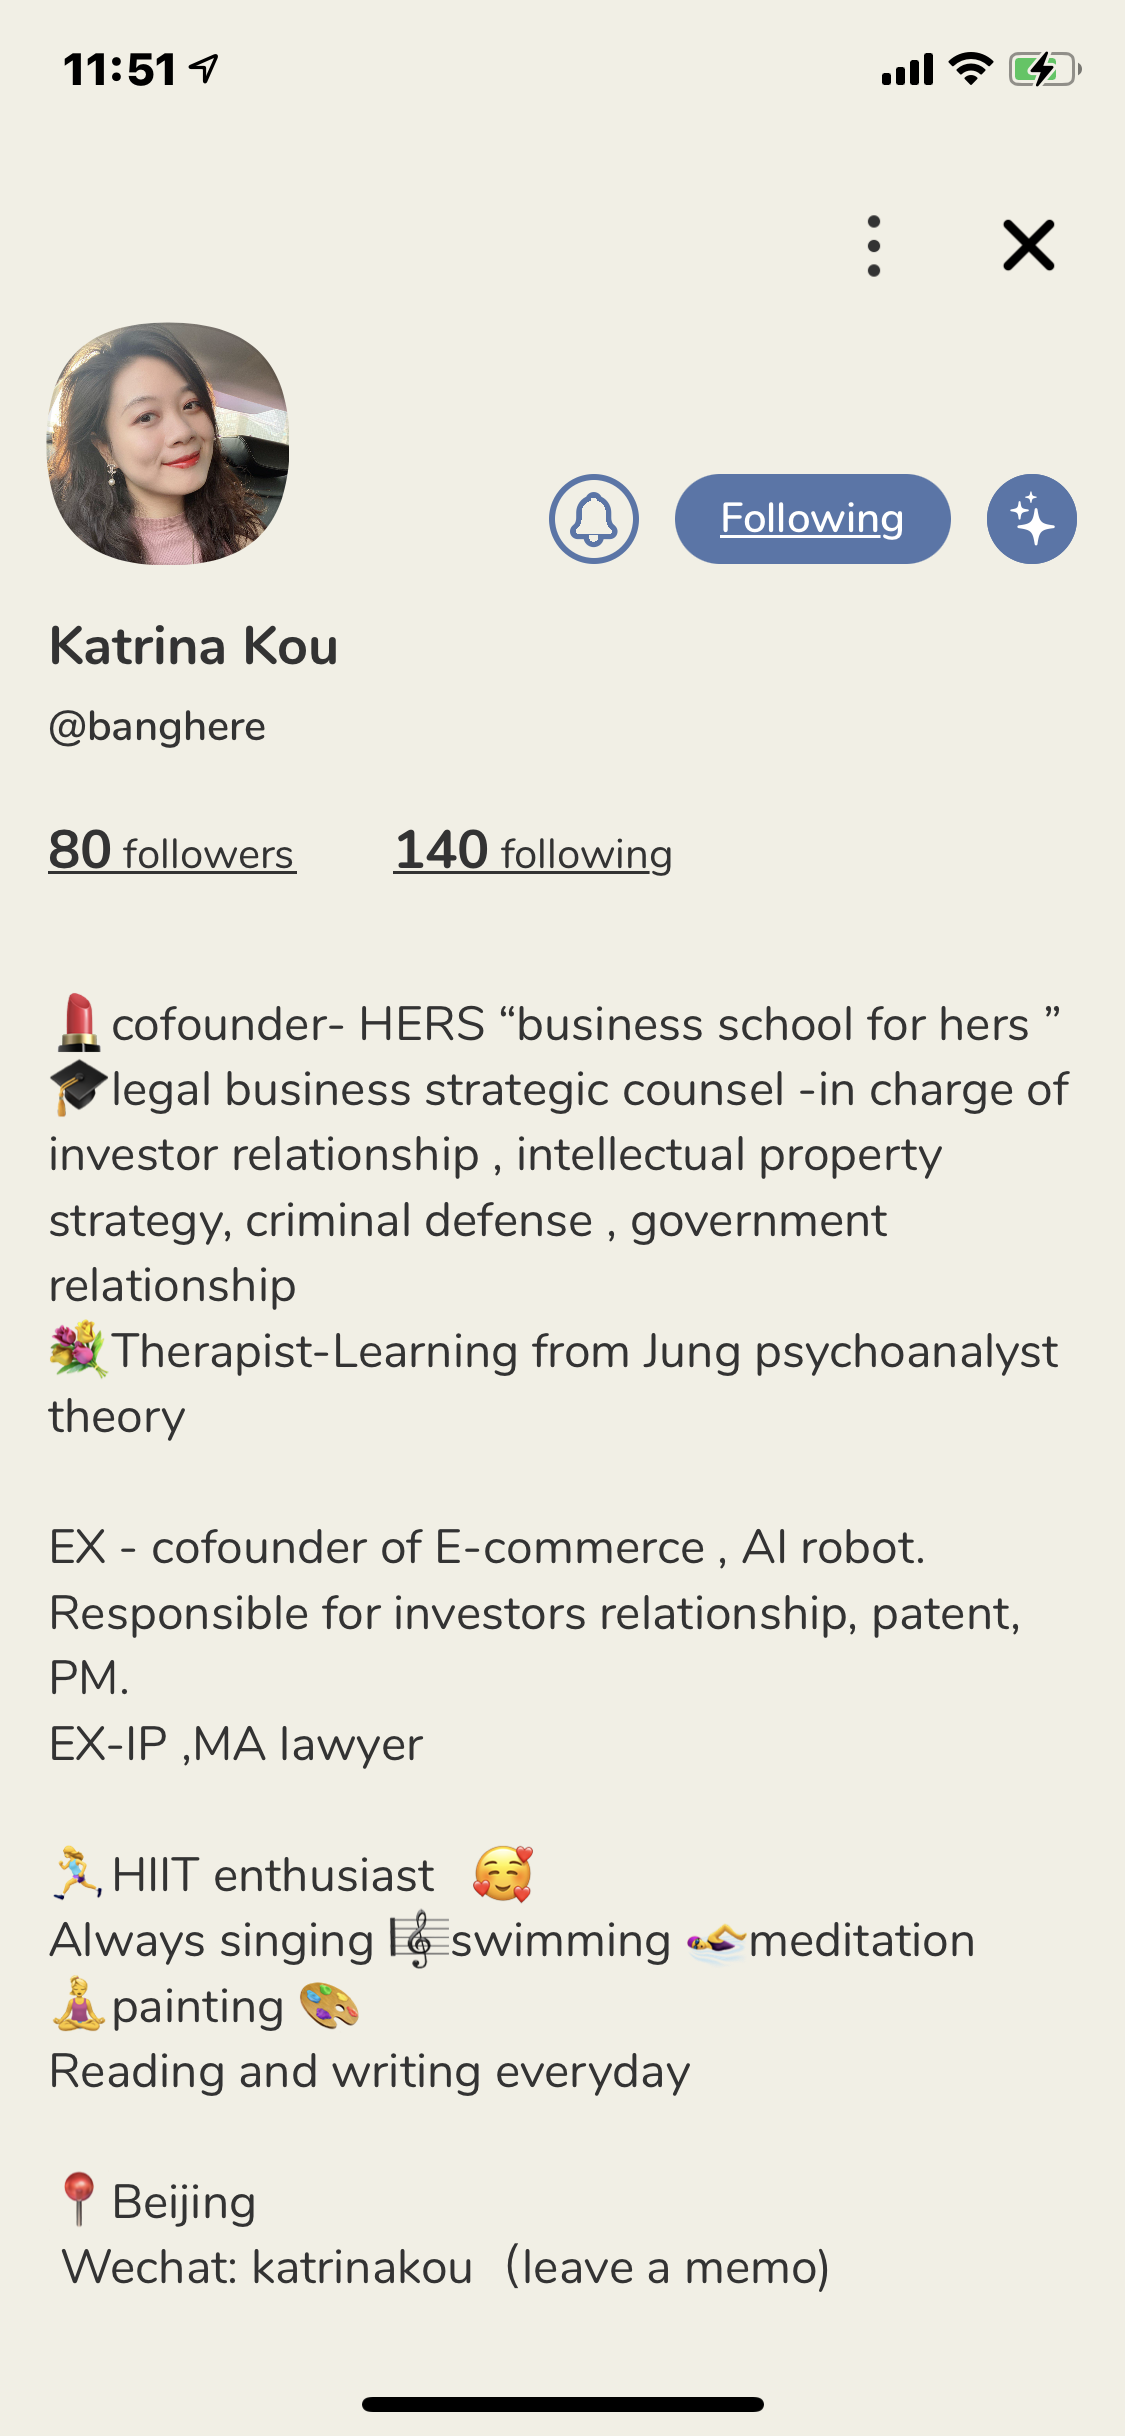 11:51
Following
Katrina Kou
@banghere
80 followers 140 following
💄cofounder- HERS “business school for hers ”
🎓legal business strategic counsel -in charge of
investor relationship , intellectual property
strategy, criminal defense , government
relationship
💐Therapist-Learning from Jung psychoanalyst
theory
EX - cofounder of E-commerce , AI robot.
Responsible for investors relationship, patent,
PM.
EX-IP ,MA lawyer
🏃‍♀️HIIT enthusiast 🥰
Always singing 🎼swimming 🏊‍♀️meditation
🧘‍♀️painting 🎨
Reading and writing everyday
📍Beijing
Wechat: katrinakou（leave a memo)